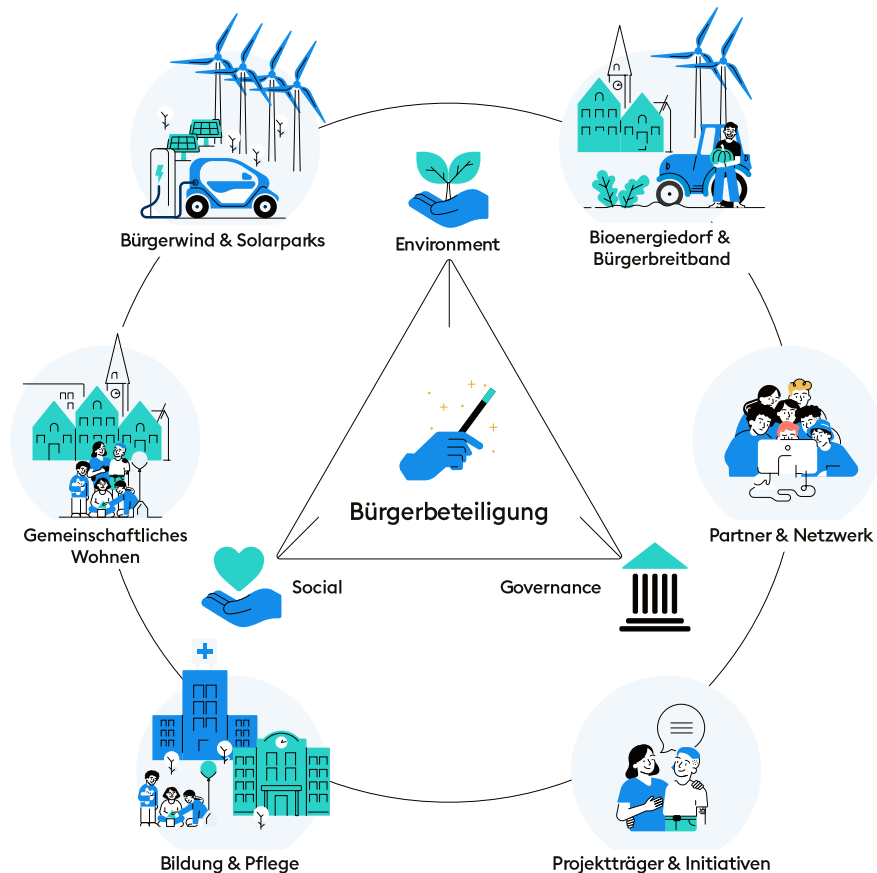 Bürgerwind & Solarparks
Environment
Bioenergiedorf &
Bürgerbreitband
Gemeinschaftliches
Wohnen
Bürgerbeteiligung
Partner & Netzwerk
Social
Governance
Bildung & Pflege
Projektträger & Initiativen